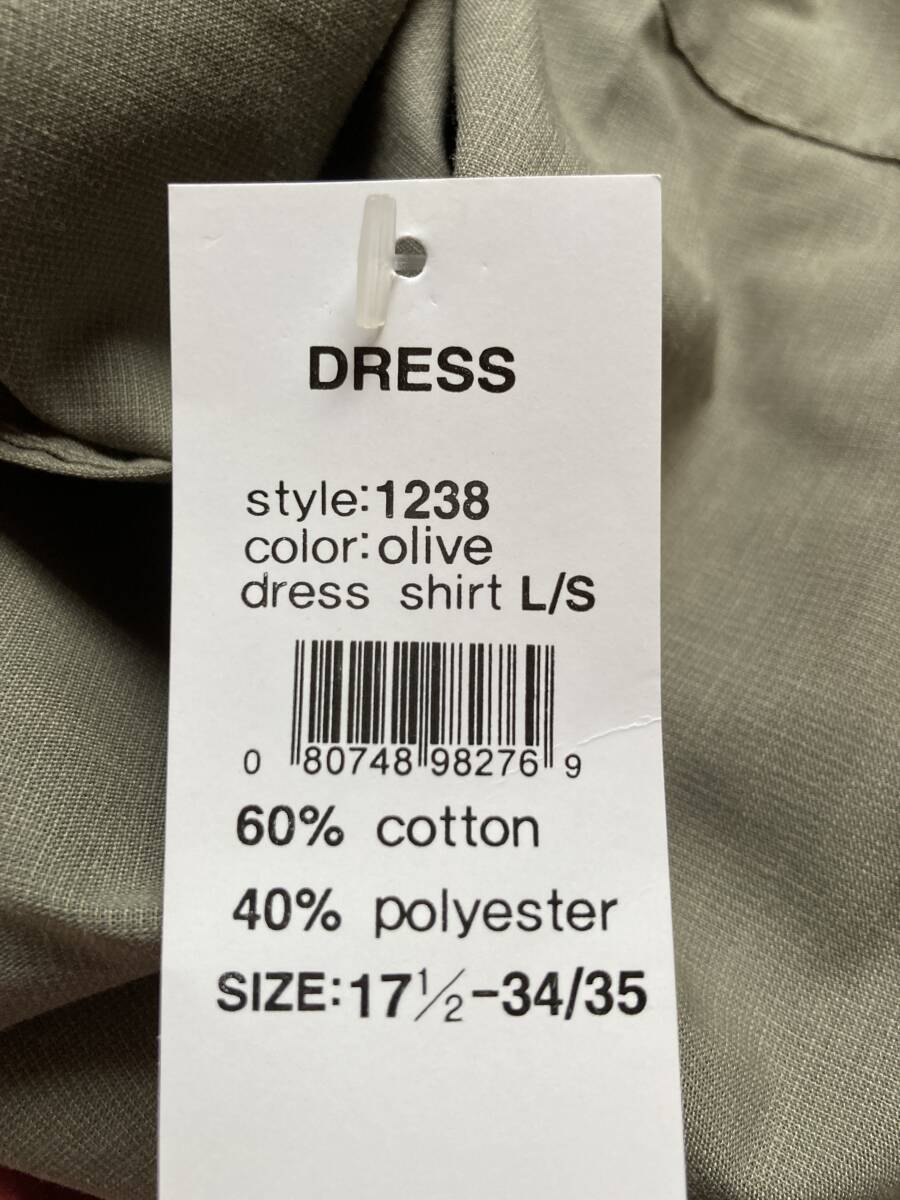 DRESS
style:1238
color:olive
dress shirt L/S
0 80748 98276 9
60% cotton
40% polyester
SIZE:17½-34/35